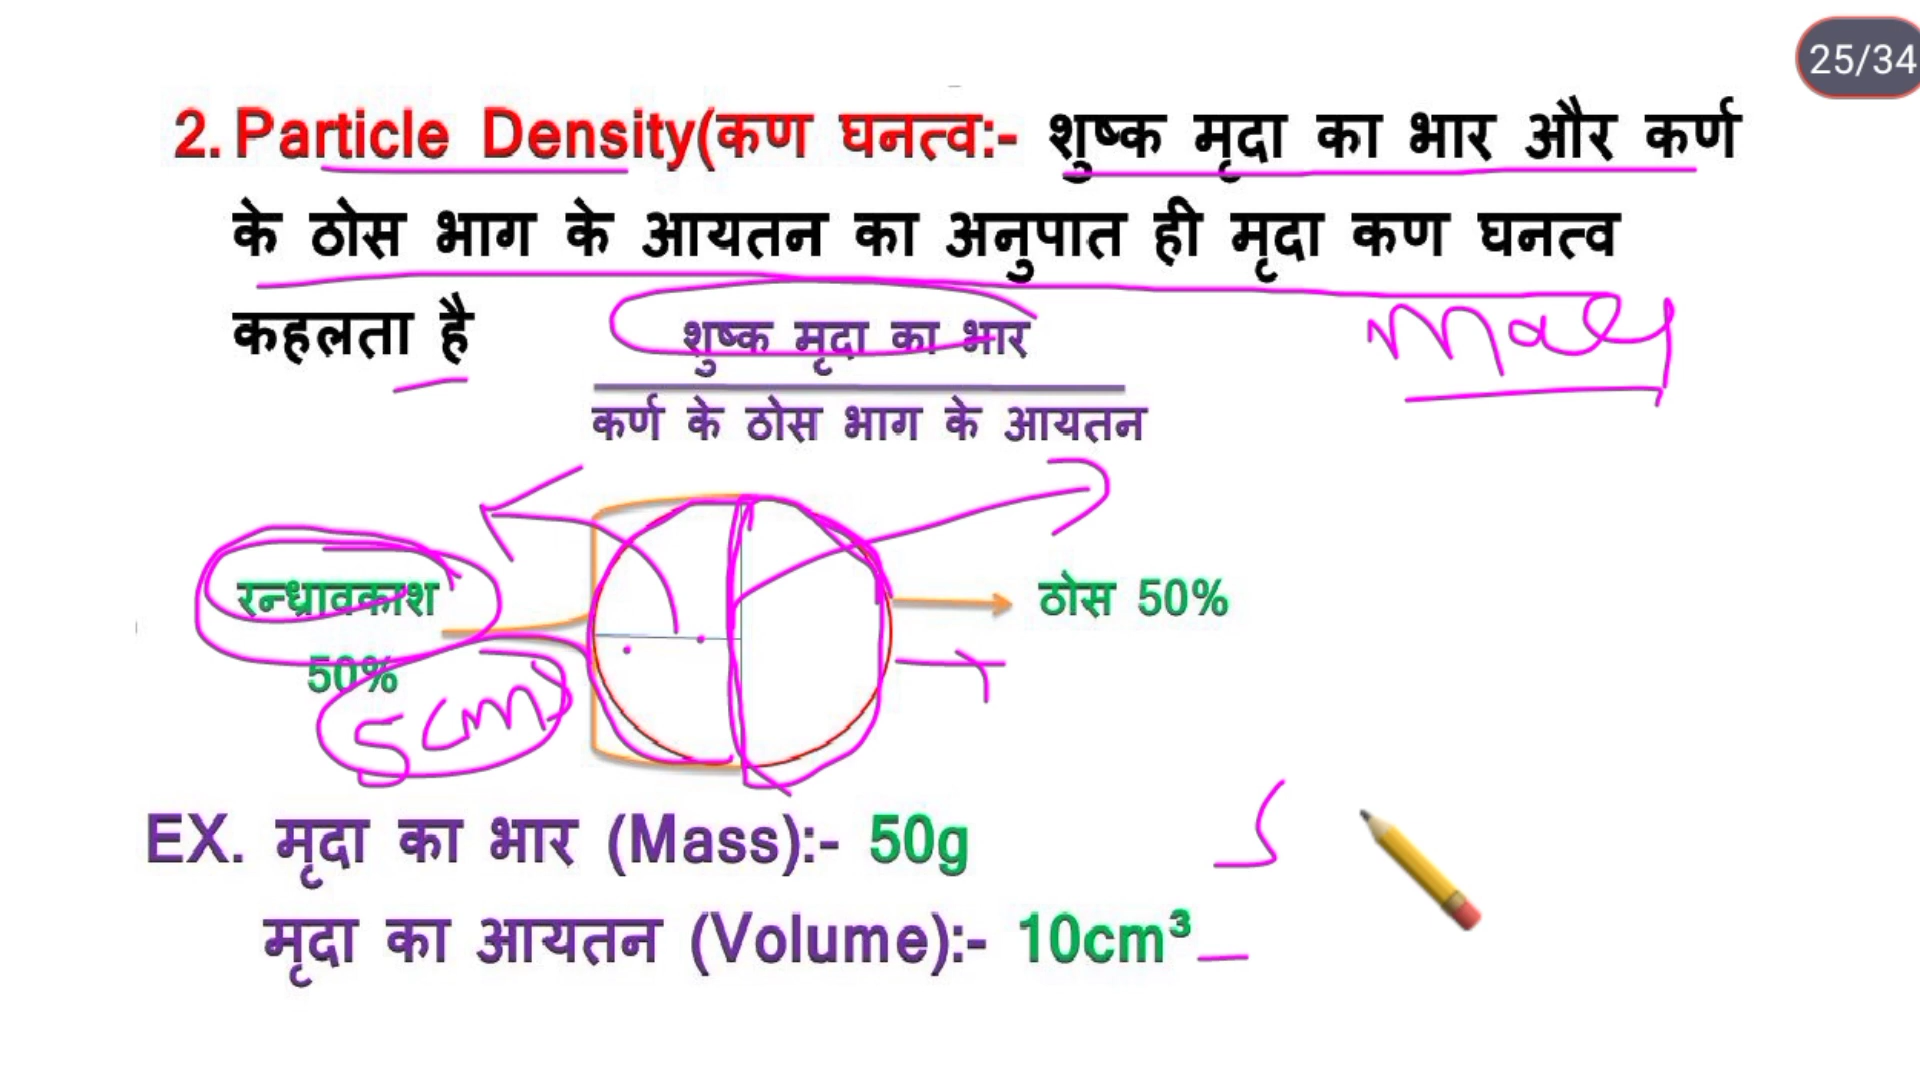 25/34
2. Particle Density(कण घनत्व:- शुष्क मृदा का भार और कर्ण
के ठोस भाग के आयतन का अनुपात ही मृदा कण घनत्व
कहलता है
शुष्क मृदा का भार
कर्ण के ठोस भाग के आयतन
रन्ध्रावकाश
50%
ठोस 50%
5cm
EX. मृदा का भार (Mass):- 50g
मृदा का आयतन (Volume):- 10cm³